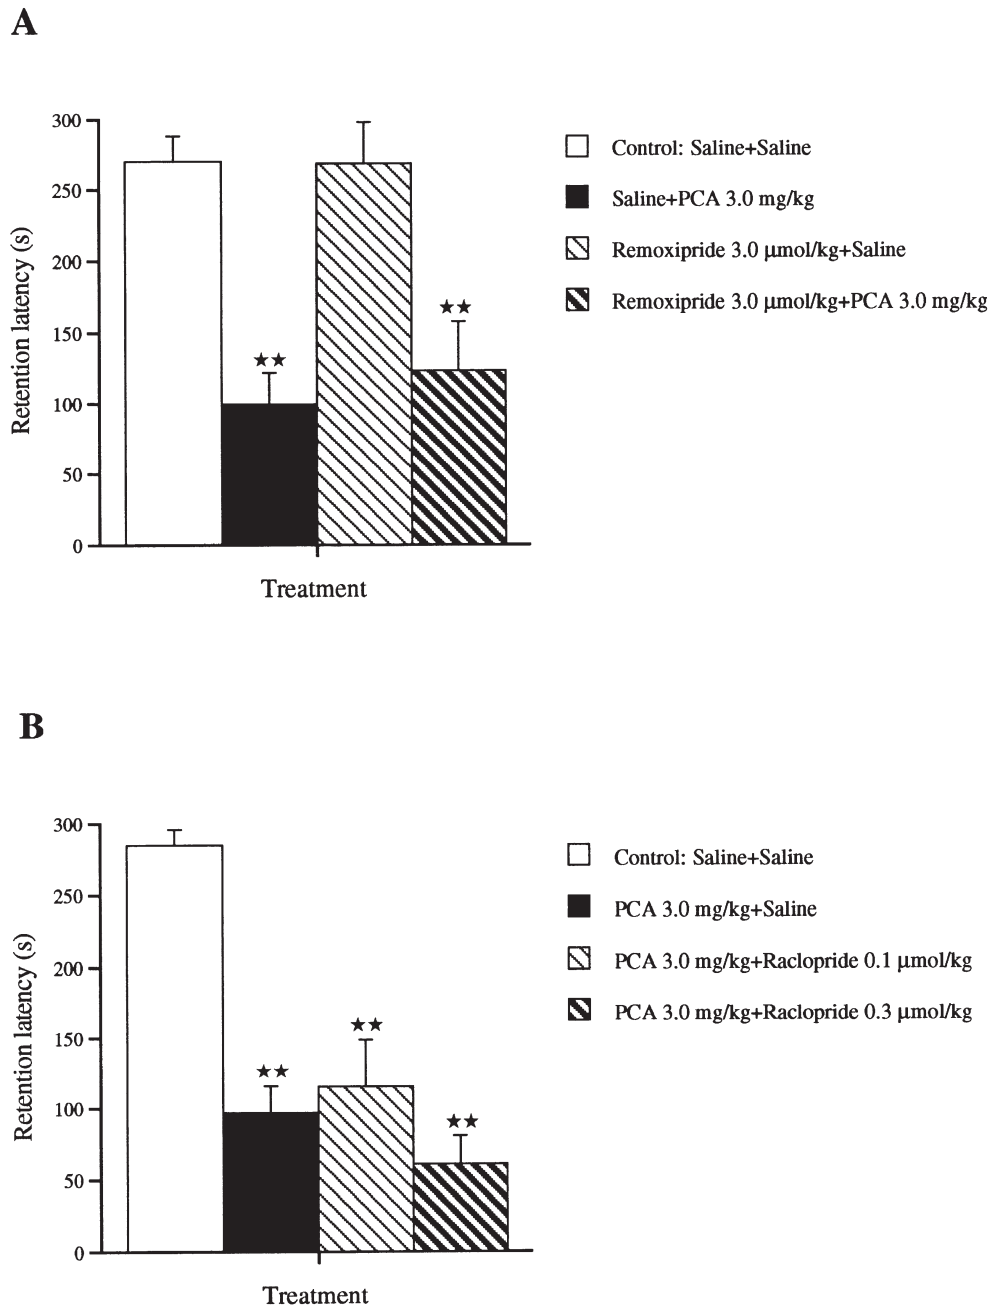 A
300
250
200
150
100
50
0
Retention latency (s)
★★
★★
Treatment
Control: Saline+Saline
Saline+PCA 3.0 mg/kg
Remoxipride 3.0 μmol/kg+Saline
Remoxipride 3.0 μmol/kg+PCA 3.0 mg/kg
B
300
250
200
150
100
50
0
Retention latency (s)
★★
★★
★★
Treatment
Control: Saline+Saline
PCA 3.0 mg/kg+Saline
PCA 3.0 mg/kg+Raclopride 0.1 μmol/kg
PCA 3.0 mg/kg+Raclopride 0.3 μmol/kg